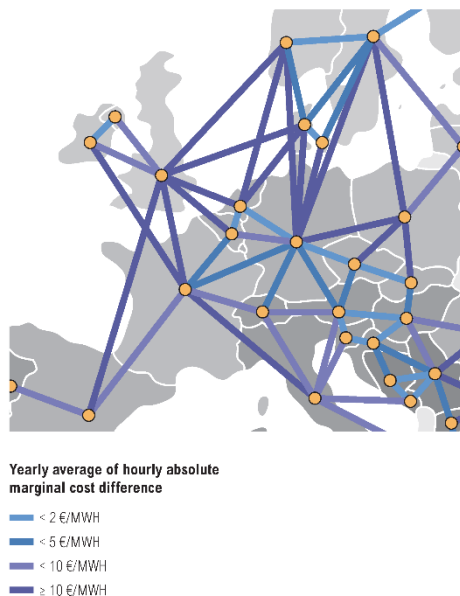 Yearly average of hourly absolute
marginal cost difference
< 2 €/MWH
< 5 €/MWH
< 10 €/MWH
≥ 10 €/MWH